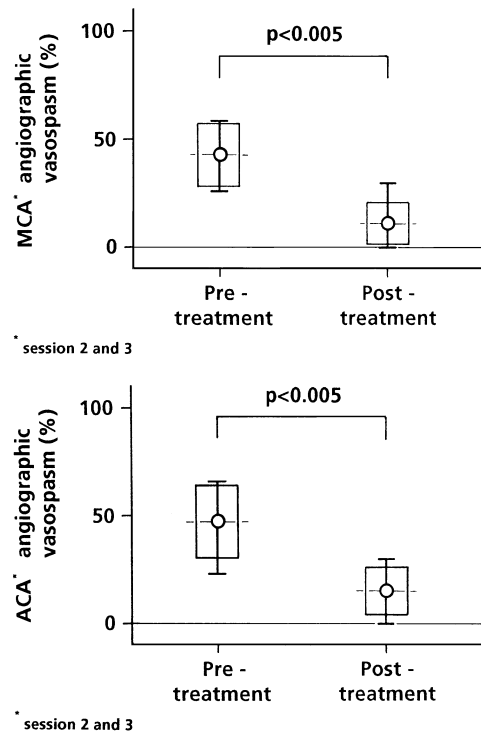 MCA* angiographic
vasospasm (%)
100
50
0
p<0.005
Pre -
treatment
Post -
treatment
* session 2 and 3
ACA* angiographic
vasospasm (%)
100
50
0
p<0.005
Pre -
treatment
Post -
treatment
* session 2 and 3